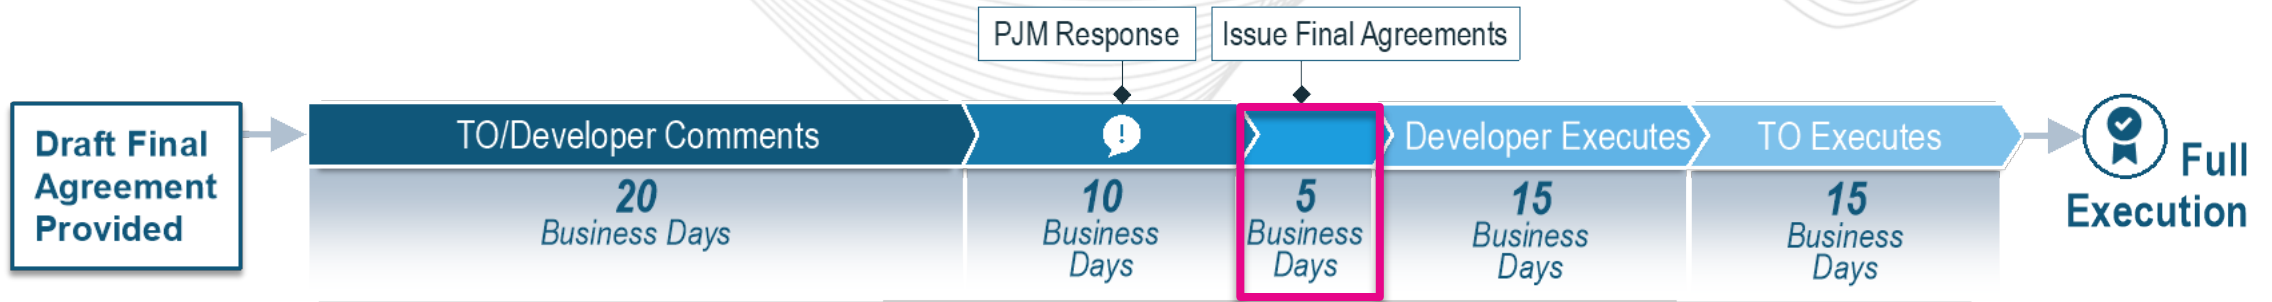 PJM Response
Issue Final Agreements
Draft Final
Agreement
Provided
TO/Developer Comments
!
Developer Executes
TO Executes
20
Business Days
10
Business
Days
5
Business
Days
15
Business
Days
15
Business
Days
Full
Execution